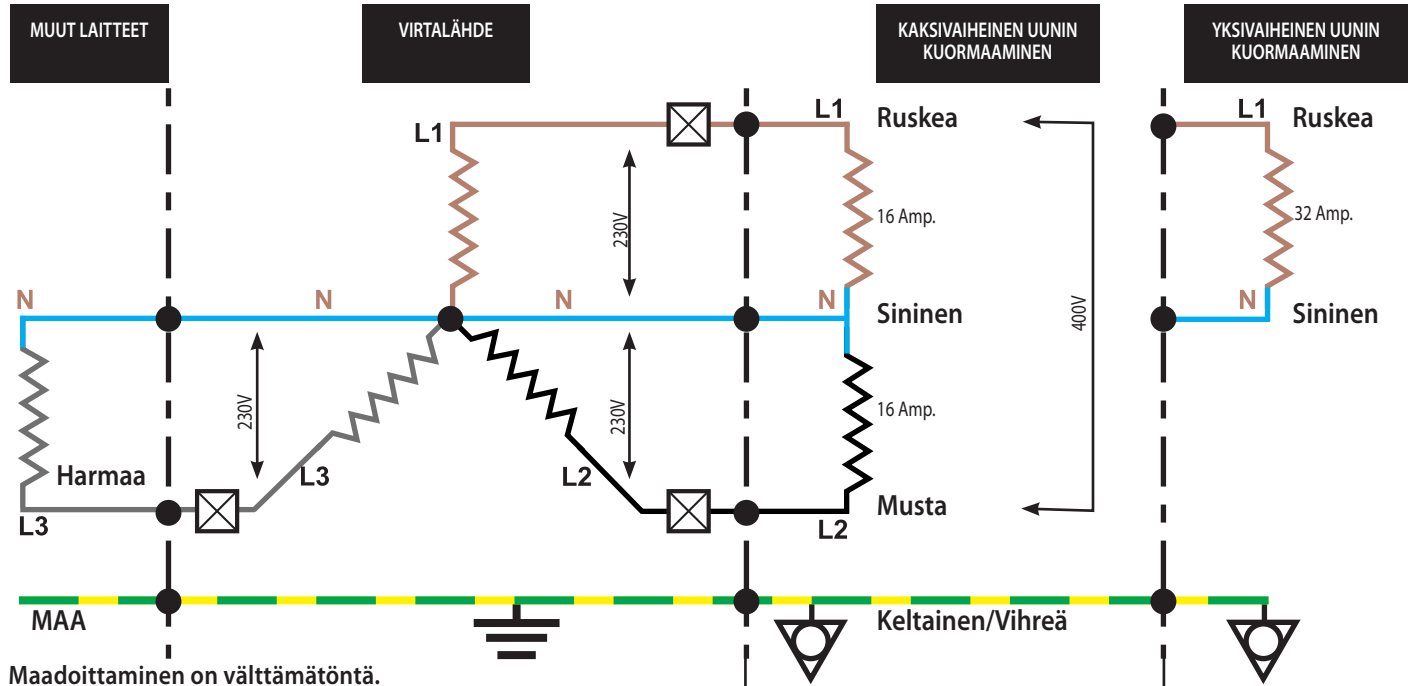 MUUT LAITTEET
VIRTALÄHDE
KAKSIVAIHEINEN UUNIN
KUORMAAMINEN
YKSIVAIHEINEN UUNIN
KUORMAAMINEN
L1
L1
Ruskea
L1
Ruskea
230V
16 Amp.
32 Amp.
N
N
N
N
Sininen
400V
N
Sininen
230V
230V
16 Amp.
Harmaa
L3
L2
Musta
L3
L2
MAA
Keltainen/Vihreä
Maadoittaminen on välttämätöntä.